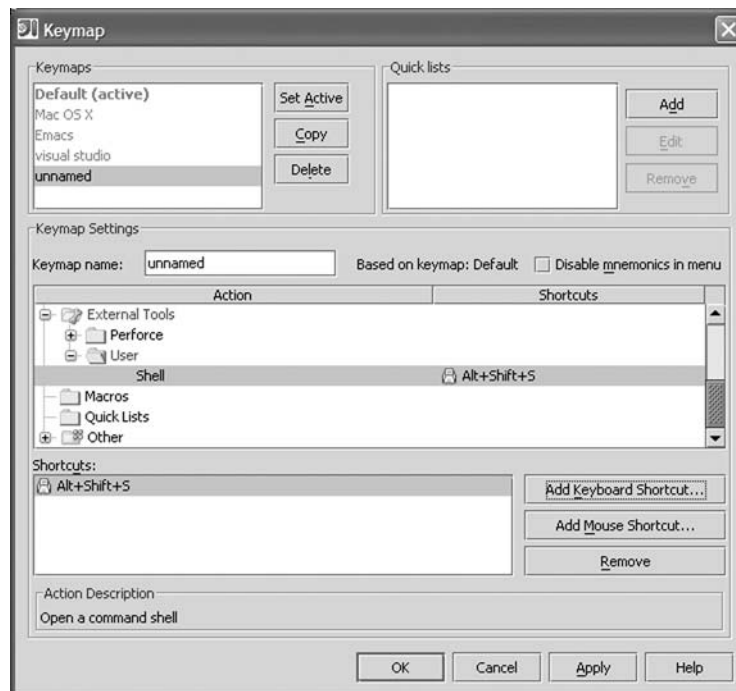 Keymap
Keymaps
Default (active)
Mac OS X
Emacs
visual studio
unnamed
Set Active
Copy
Delete
Quick lists
Add
Edit
Remove
Keymap Settings
Keymap name: unnamed Based on keymap: Default Disable mnemonics in menu
Action Shortcuts
External Tools
Perforce
User
Shell Alt+Shift+S
Macros
Quick Lists
Other
Shortcuts:
Alt+Shift+S
Add Keyboard Shortcut...
Add Mouse Shortcut...
Remove
Action Description
Open a command shell
OK Cancel Apply Help